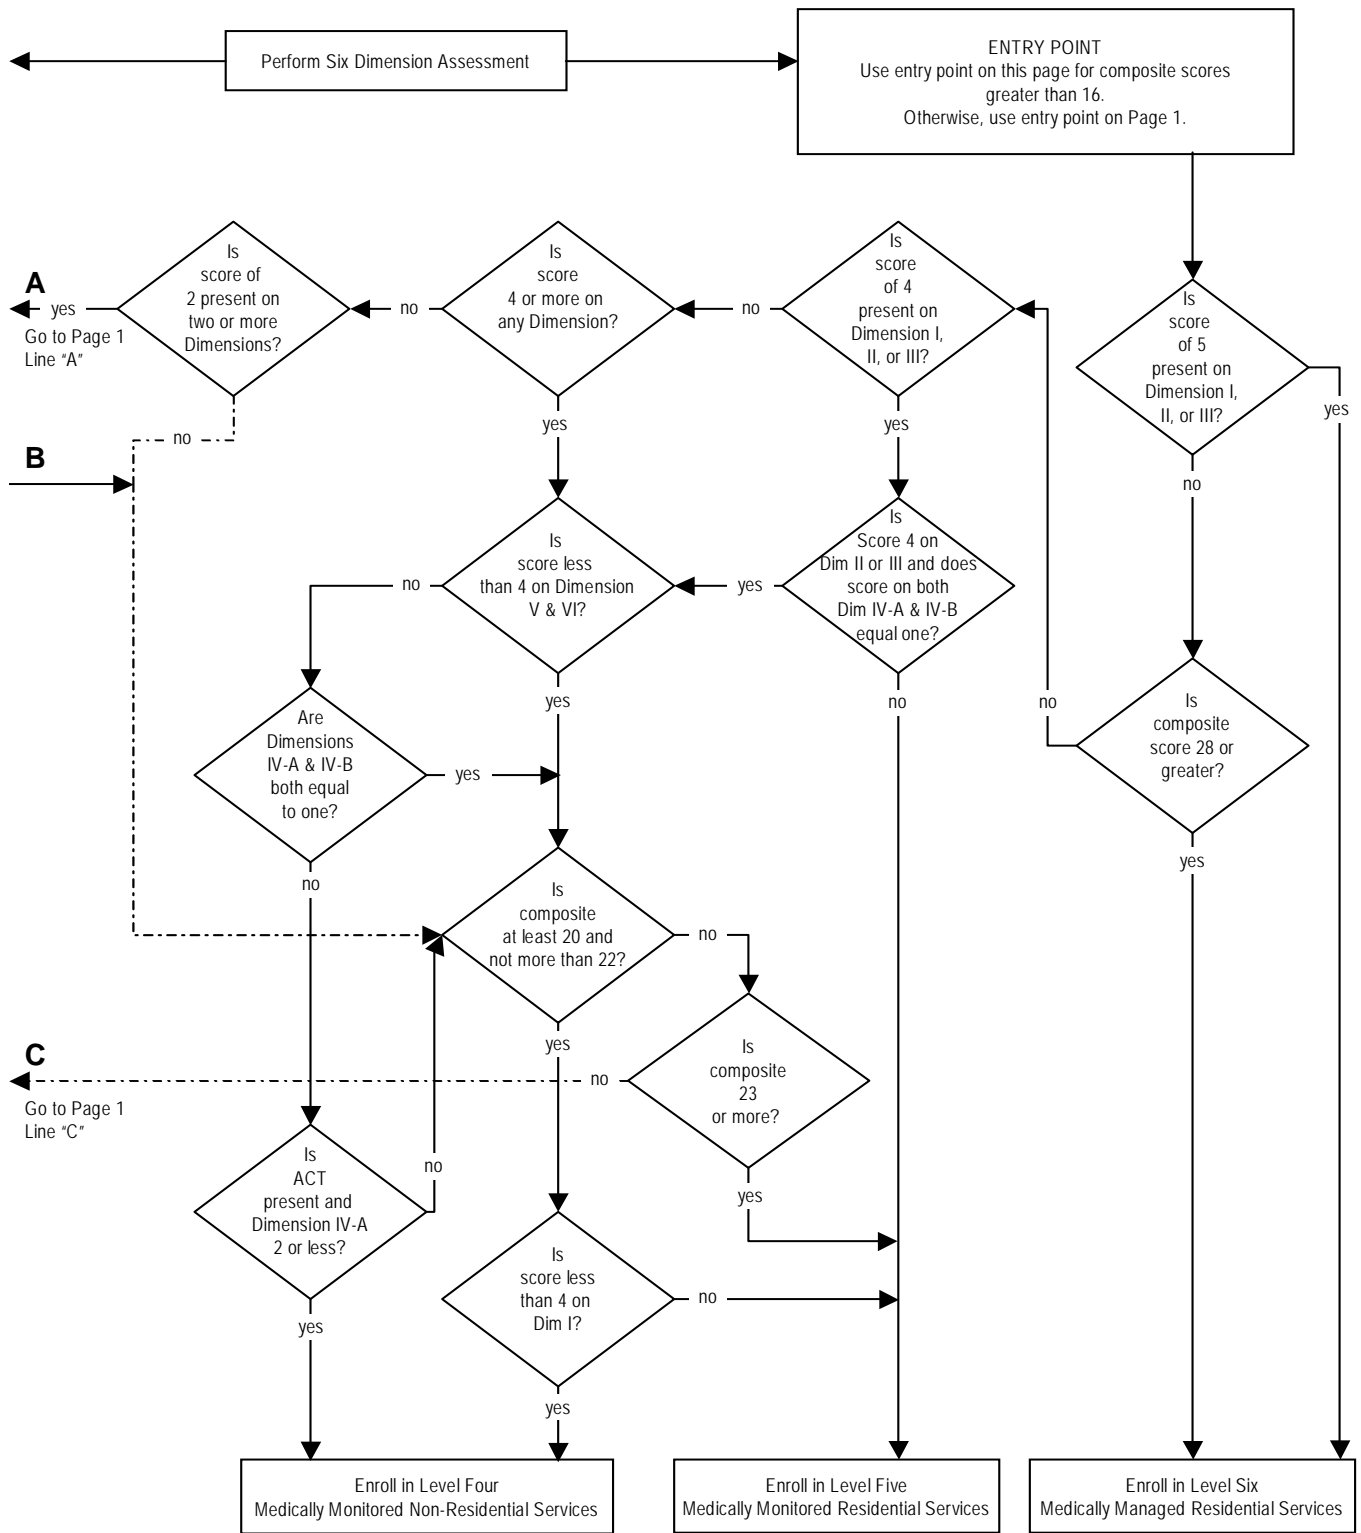 Perform Six Dimension Assessment
ENTRY POINT
Use entry point on this page for composite scores
greater than 16.
Otherwise, use entry point on Page 1.
A
yes
Go to Page 1
Line "A"
Is
score of
2 present on
two or more
Dimensions?
no
Is
score
4 or more on
any Dimension?
no
Is
score
of 4
present on
Dimension I,
II, or III?
Is
score
of 5
present on
Dimension I,
II, or III?
yes
no
yes
yes
no
B
Is
score less
than 4 on Dimension
V & VI?
no
yes
Is
Score 4 on
Dim II or III and does
score on both
Dim IV-A & IV-B
equal one?
yes
no
no
Is
composite
score 28 or
greater?
yes
Are
Dimensions
IV-A & IV-B
both equal
to one?
yes
no
Is
composite
at least 20 and
not more than 22?
no
yes
Is
composite
23
or more?
no
yes
C
Go to Page 1
Line "C"
Is
ACT
present and
Dimension IV-A
2 or less?
no
yes
Is
score less
than 4 on
Dim I?
no
yes
Enroll in Level Four
Medically Monitored Non-Residential Services
Enroll in Level Five
Medically Monitored Residential Services
Enroll in Level Six
Medically Managed Residential Services